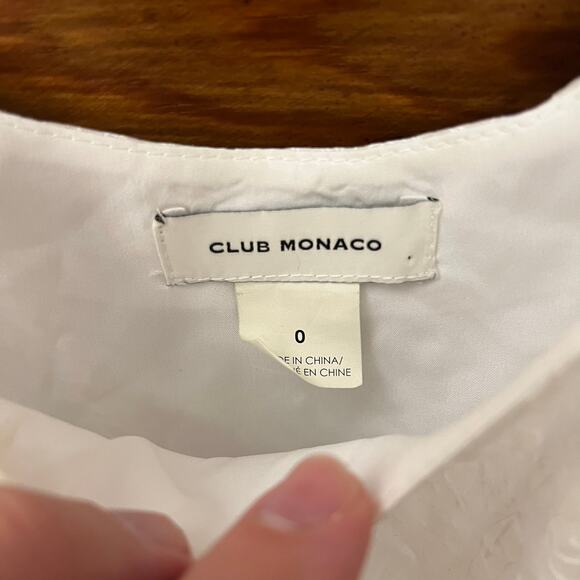 CLUB MONACO
0
DE IN CHINA/
É EN CHINE